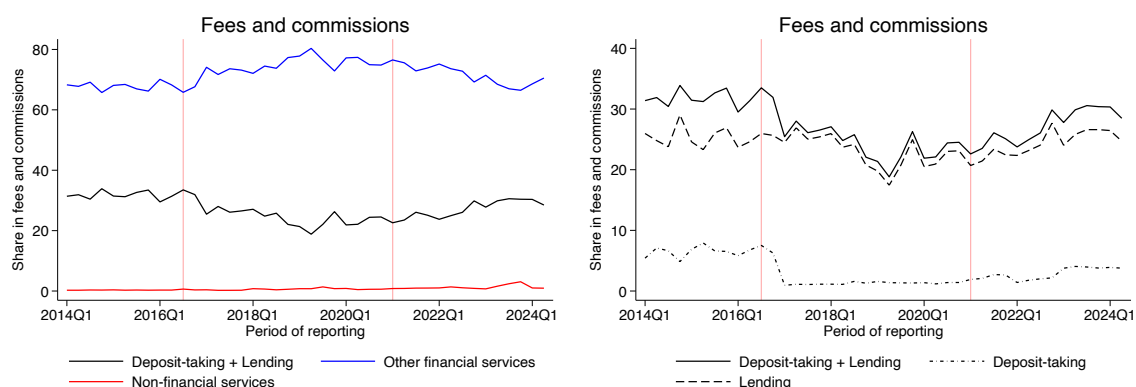 Fees and commissions
Share in fees and commissions
80
60
40
20
0
2014Q1 2016Q1 2018Q1 2020Q1 2022Q1 2024Q1
Period of reporting
Deposit-taking + Lending Other financial services
Non-financial services
Fees and commissions
Share in fees and commissions
40
30
20
10
0
2014Q1 2016Q1 2018Q1 2020Q1 2022Q1 2024Q1
Period of reporting
Deposit-taking + Lending Deposit-taking
Lending